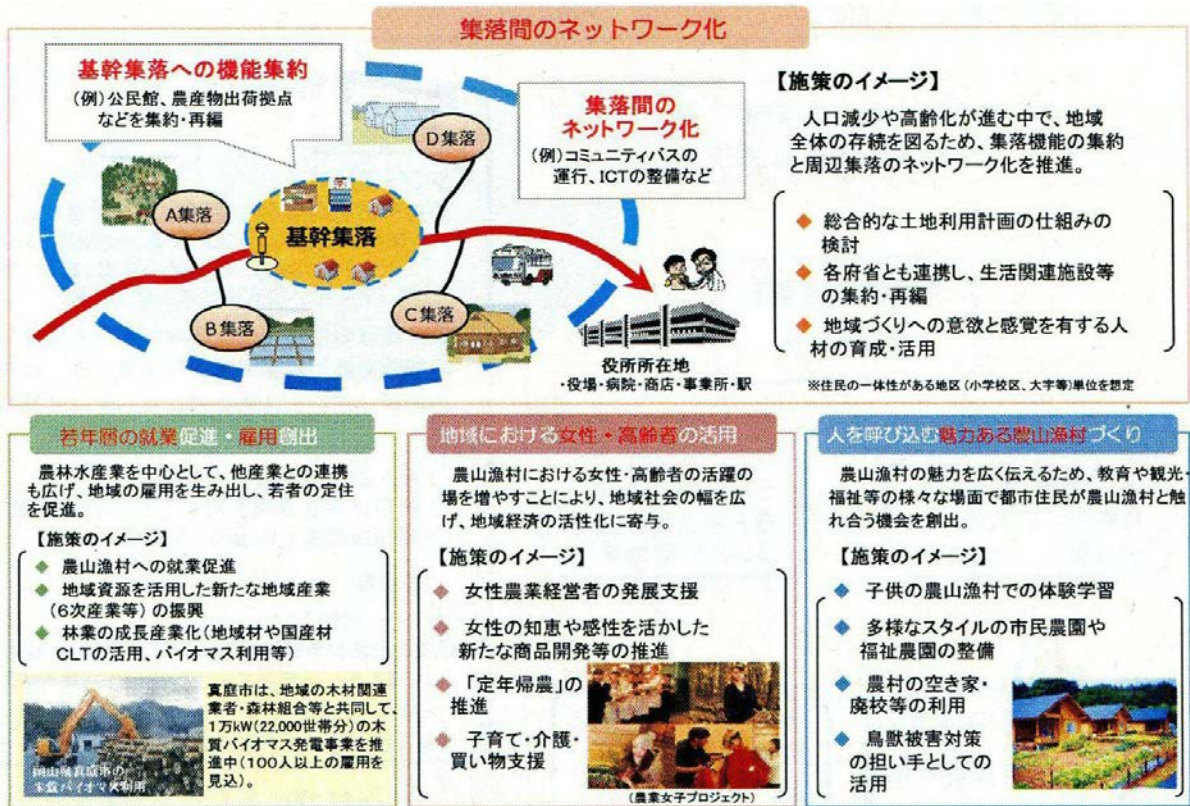 集落間のネットワーク化
基幹集落への機能集約
(例)公民館、農産物出荷拠点
などを集約・再編
集落間の
ネットワーク化
(例)コミュニティバスの
運行、ICTの整備など
D集落
A集落
基幹集落
B集落
C集落
役所所在地
・役場・病院・商店・事業所・駅
【施策のイメージ】
人口減少や高齢化が進む中で、地域
全体の存続を図るため、集落機能の集約
と周辺集落のネットワーク化を推進。
◆ 総合的な土地利用計画の仕組みの
検討
◆ 各府省とも連携し、生活関連施設等
の集約・再編
◆ 地域づくりへの意欲と感覚を有する人
材の育成・活用
※住民の一体性がある地区(小学校区、大字等)単位を想定
若年層の就業促進・雇用創出
農林水産業を中心として、他産業との連携
も広げ、地域の雇用を生み出し、若者の定住
を促進。
【施策のイメージ】
◆ 農山漁村への就業促進
◆ 地域資源を活用した新たな地域産業
(6次産業等)の振興
◆ 林業の成長産業化(地域材や国産材
CLTの活用、バイオマス利用等)
岡山県真庭市の
木質バイオマス利用
真庭市は、地域の木材関連
業者・森林組合等と共同して、
1万kW(22,000世帯分)の木
質バイオマス発電事業を推
進中(100人以上の雇用を
見込)。
地域における女性・高齢者の活用
農山漁村における女性・高齢者の活躍の
場を増やすことにより、地域社会の幅を広
げ、地域経済の活性化に寄与。
【施策のイメージ】
◆ 女性農業経営者の発展支援
◆ 女性の知恵や感性を活かした
新たな商品開発等の推進
◆ 「定年帰農」の
推進
◆ 子育て・介護・
買い物支援
(農業女子プロジェクト)
人を呼び込む魅力ある農山漁村づくり
農山漁村の魅力を広く伝えるため、教育や観光・
福祉等の様々な場面で都市住民が農山漁村と触
れ合う機会を創出。
【施策のイメージ】
◆ 子供の農山漁村での体験学習
◆ 多様なスタイルの市民農園や
福祉農園の整備
◆ 農村の空き家・
廃校等の利用
◆ 鳥獣被害対策
の担い手としての
活用